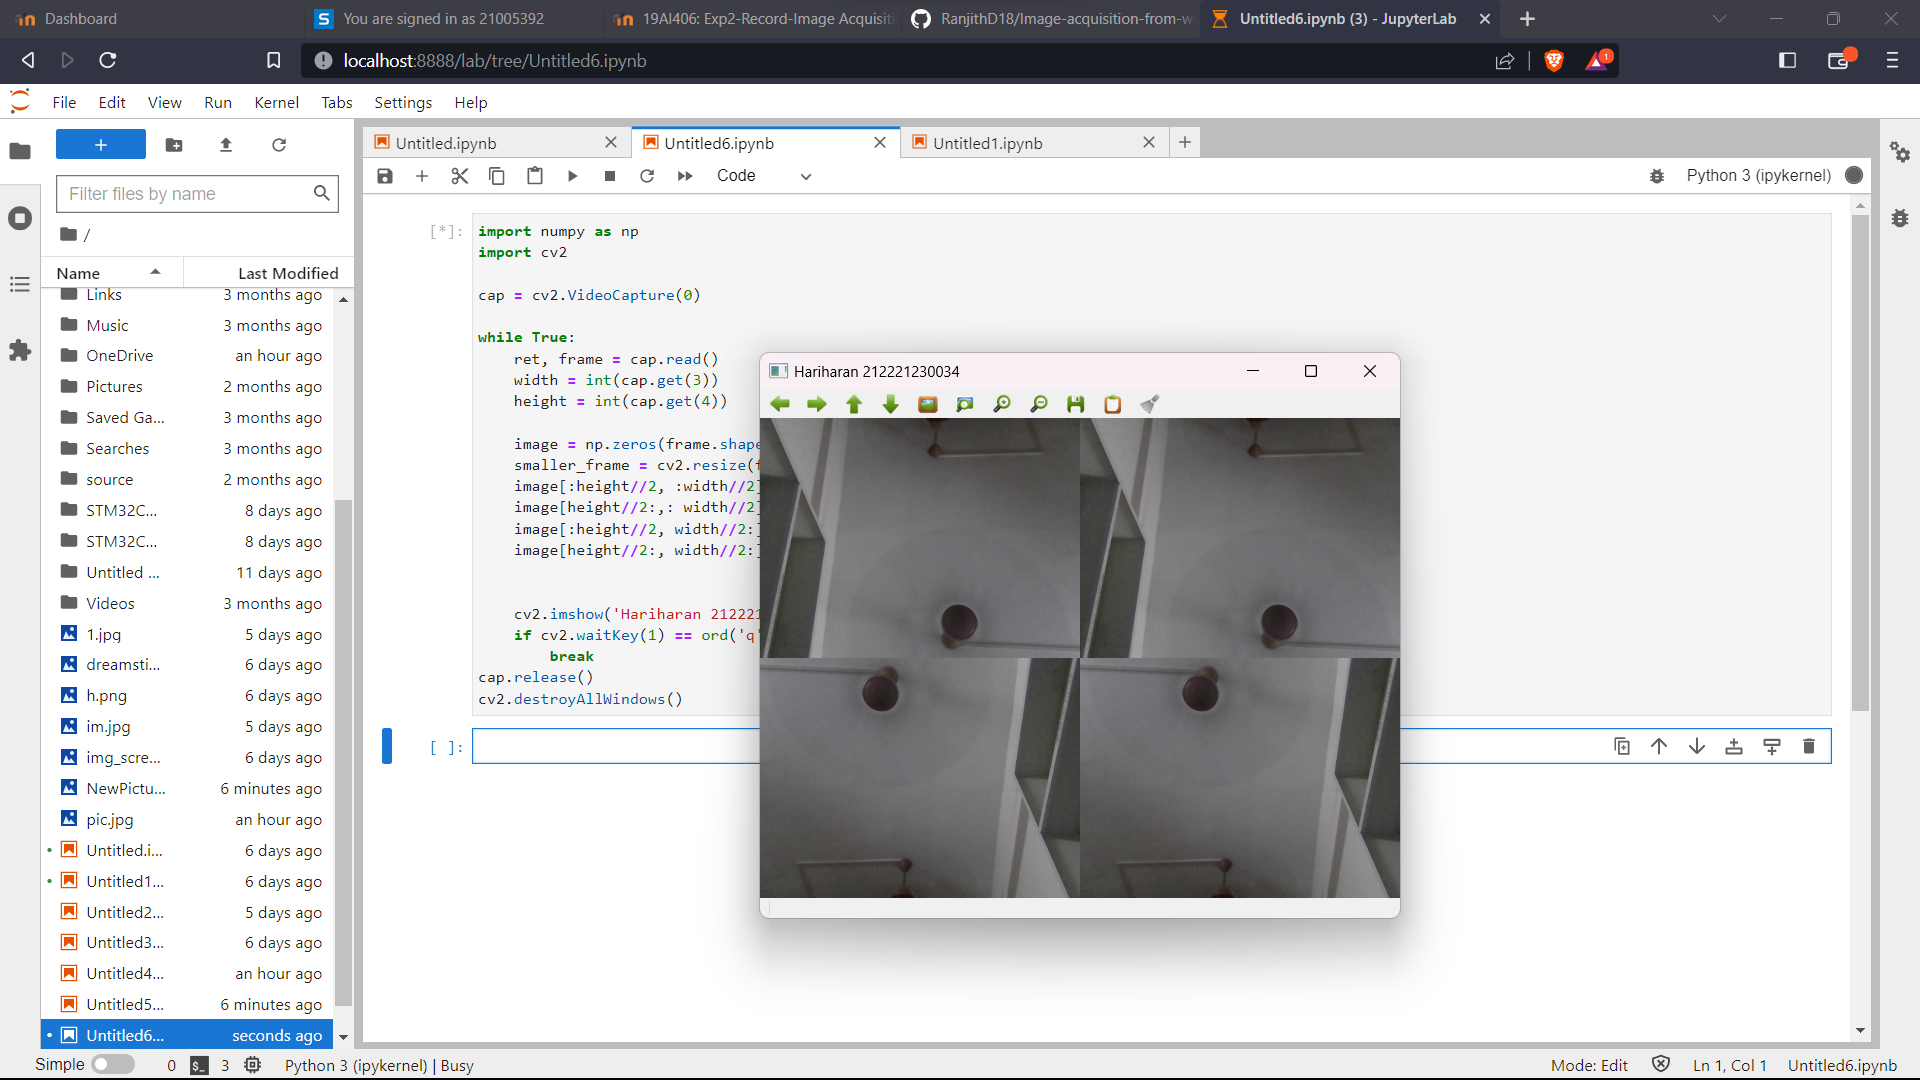 Dashboard
S You are signed in as 21005392
19AI406: Exp2-Record-Image Acquisiti
RanjithD18/Image-acquisition-from-w
Untitled6.ipynb (3) - JupyterLab
localhost:8888/lab/tree/Untitled6.ipynb
1
File Edit View Run Kernel Tabs Settings Help
Untitled.ipynb
Untitled6.ipynb
Untitled1.ipynb
Filter files by name
Code
Python 3 (ipykernel)
/
Name Last Modified
Links 3 months ago
Music 3 months ago
OneDrive an hour ago
Pictures 2 months ago
Saved Ga... 3 months ago
Searches 3 months ago
source 2 months ago
STM32C... 8 days ago
STM32C... 8 days ago
Untitled ... 11 days ago
Videos 3 months ago
1.jpg 5 days ago
dreamsti... 6 days ago
h.png 6 days ago
im.jpg 5 days ago
img_scre... 6 days ago
NewPictu... 6 minutes ago
pic.jpg an hour ago
Untitled.i... 6 days ago
Untitled1... 6 days ago
Untitled2... 5 days ago
Untitled3... 6 days ago
Untitled4... an hour ago
Untitled5... 6 minutes ago
Untitled6... seconds ago
[*]:
import numpy as np
import cv2
cap = cv2.VideoCapture(0)
while True:
ret, frame = cap.read()
width = int(cap.get(3))
height = int(cap.get(4))
image = np.zeros(frame.shape
smaller_frame = cv2.resize(f
image[:height//2, :width//2]
image[height//2:,: width//2]
image[:height//2, width//2:]
image[height//2:, width//2:]
cv2.imshow('Hariharan 212221
if cv2.waitKey(1) == ord('q'
break
cap.release()
cv2.destroyAllWindows()
[ ]:
Hariharan 212221230034
Simple 0 $_ 3 Python 3 (ipykernel) | Busy
Mode: Edit Ln 1, Col 1 Untitled6.ipynb